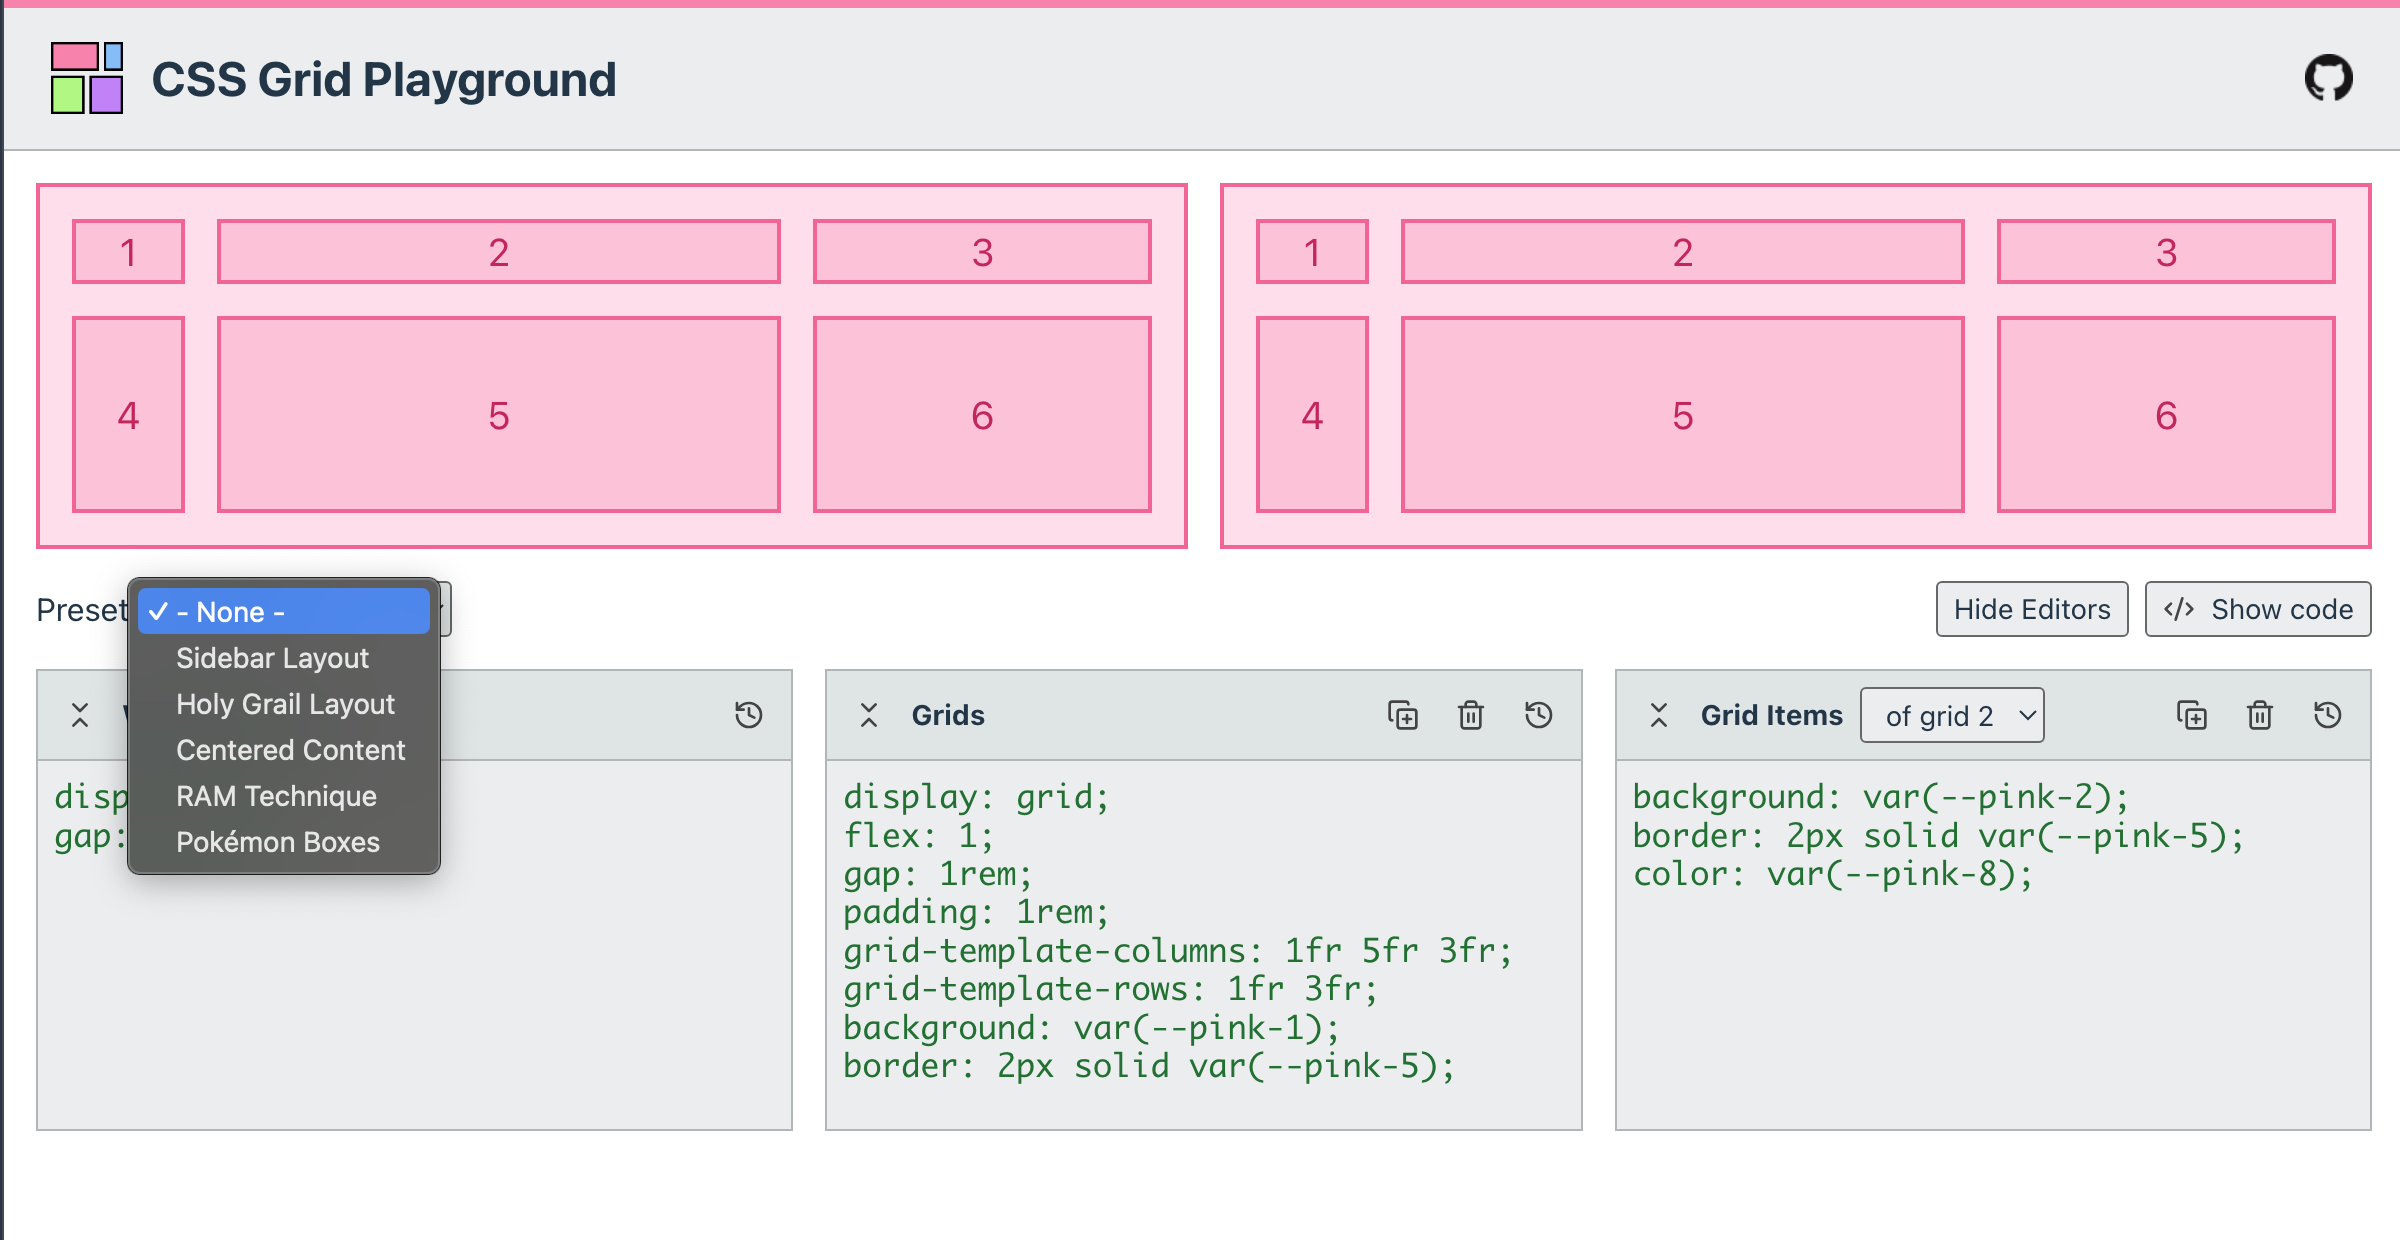 CSS Grid Playground
1
2
3
4
5
6
1
2
3
4
5
6
Preset
✓ - None -
Sidebar Layout
Holy Grail Layout
Centered Content
RAM Technique
Pokémon Boxes
Hide Editors
</> Show code
disp
gap:
Grids
display: grid;
flex: 1;
gap: 1rem;
padding: 1rem;
grid-template-columns: 1fr 5fr 3fr;
grid-template-rows: 1fr 3fr;
background: var(--pink-1);
border: 2px solid var(--pink-5);
Grid Items
of grid 2
background: var(--pink-2);
border: 2px solid var(--pink-5);
color: var(--pink-8);